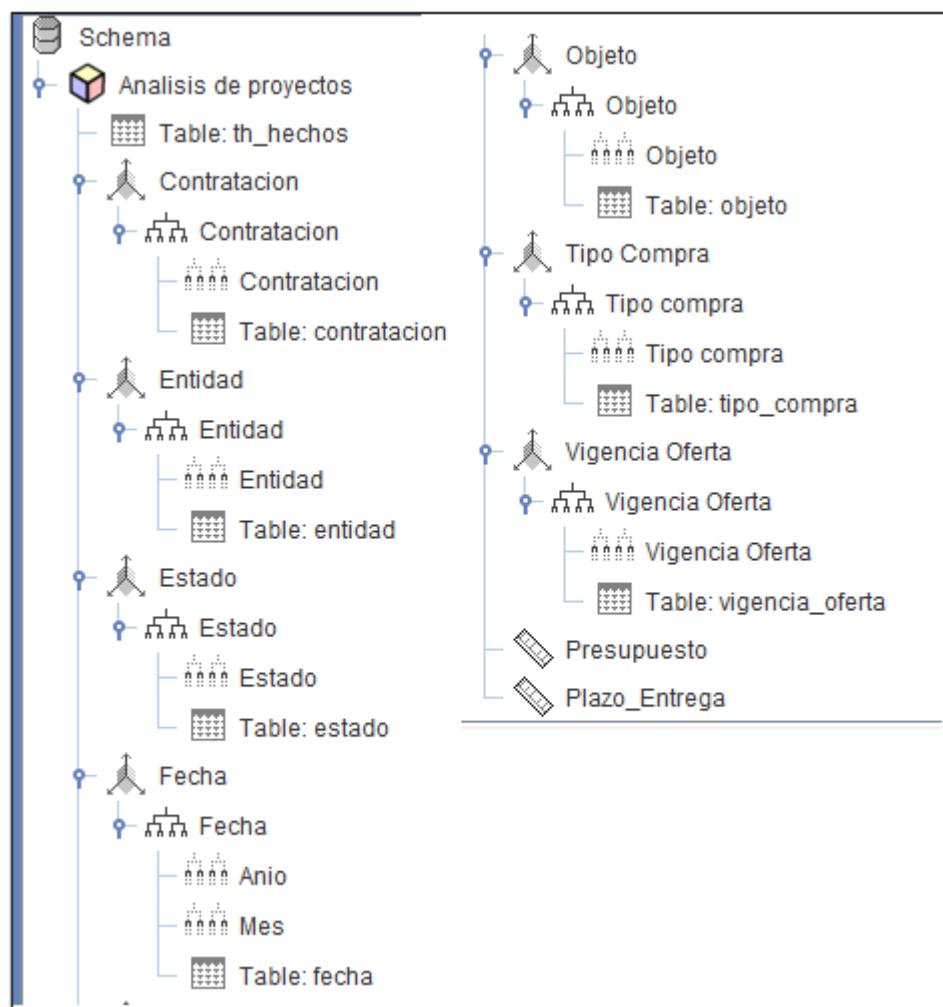 Schema
Analisis de proyectos
Table: th_hechos
Contratacion
Contratacion
Contratacion
Table: contratacion
Entidad
Entidad
Entidad
Table: entidad
Estado
Estado
Estado
Table: estado
Fecha
Fecha
Anio
Mes
Table: fecha
Objeto
Objeto
Objeto
Table: objeto
Tipo Compra
Tipo compra
Tipo compra
Table: tipo_compra
Vigencia Oferta
Vigencia Oferta
Vigencia Oferta
Table: vigencia_oferta
Presupuesto
Plazo_Entrega